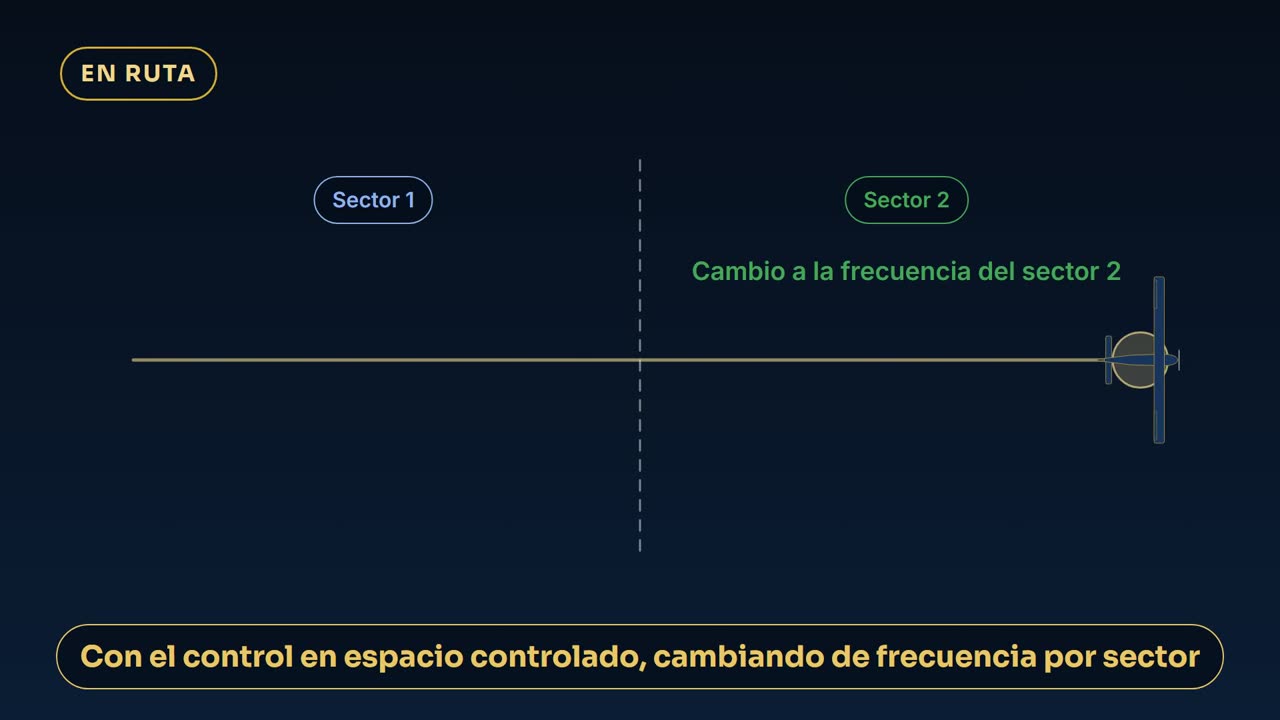 EN RUTA
Sector 1
Sector 2
Cambio a la frecuencia del sector 2
Con el control en espacio controlado, cambiando de frecuencia por sector